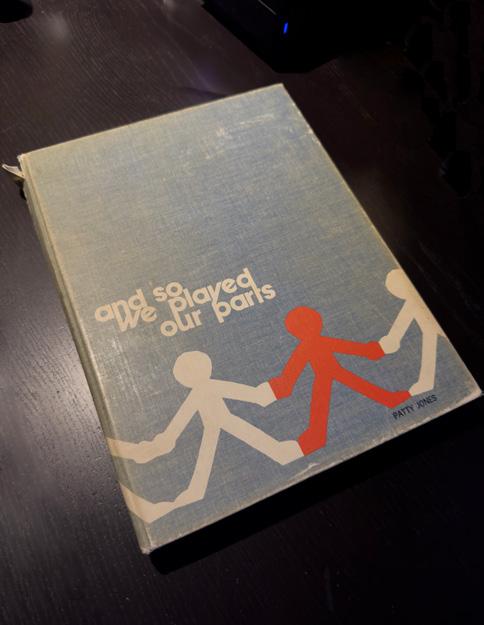 and so
we played
our parts
PATTY JONES